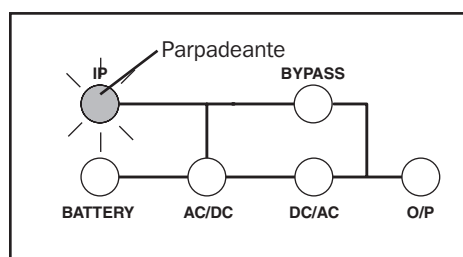 Parpadeante
IP
BYPASS
BATTERY
AC/DC
DC/AC
O/P